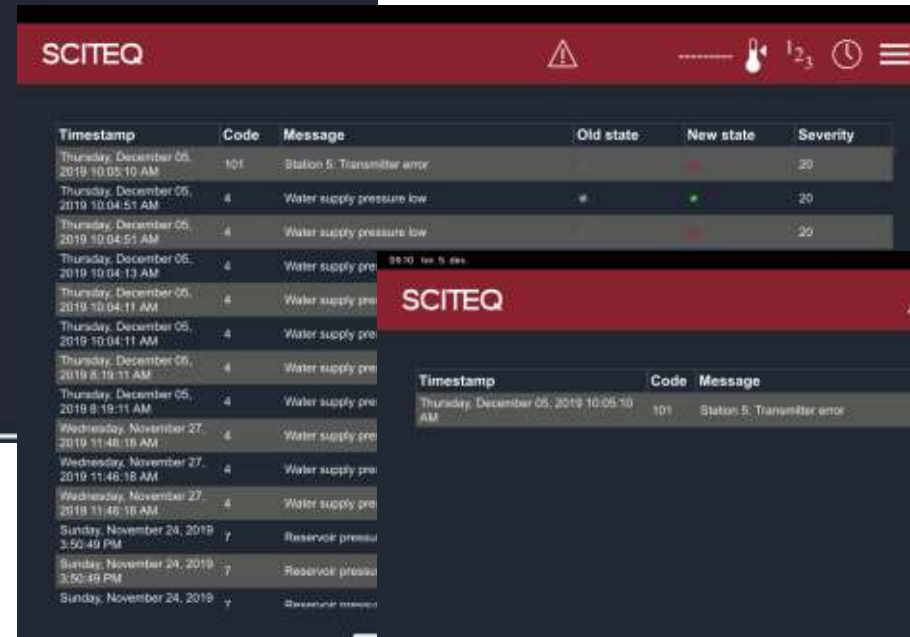 SCITEQ
1 2 3
Timestamp Code Message Old state New state Severity
Thursday, December 05, 2019 10:05:10 AM 101 Station 5: Transmitter error 20
Thursday, December 05, 2019 10:04:51 AM 4 Water supply pressure low 20
Thursday, December 05, 2019 10:04:51 AM 4 Water supply pressure low 20
Thursday, December 05, 2019 10:04:13 AM 4 Water supply pre
Thursday, December 05, 2019 10:04:11 AM 4 Water supply pre
Thursday, December 05, 2019 10:04:11 AM 4 Water supply pre
Thursday, December 05, 2019 8:19:11 AM 4 Water supply pre
Thursday, December 05, 2019 8:19:11 AM 4 Water supply pre
Wednesday, November 27, 2019 11:46:18 AM 4 Water supply pre
Wednesday, November 27, 2019 11:46:18 AM 4 Water supply pre
Wednesday, November 27, 2019 11:46:18 AM 4 Water supply pre
Sunday, November 24, 2019 3:50:49 PM 7 Reservoir pressu
Sunday, November 24, 2019 3:50:49 PM 7 Reservoir pressu
Sunday, November 24, 2019 7
SCITEQ
Timestamp Code Message
Thursday, December 05, 2019 10:05:10 AM 101 Station 5: Transmitter error